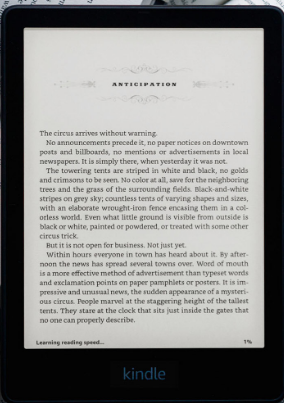 ANTICIPATION
The circus arrives without warning.
No announcements precede it, no paper notices on downtown
posts and billboards, no mentions or advertisements in local
newspapers. It is simply there, when yesterday it was not.
The towering tents are striped in white and black, no golds
and crimsons to be seen. No color at all, save for the neighboring
trees and the grass of the surrounding fields. Black-and-white
stripes on grey sky; countless tents of varying shapes and sizes,
with an elaborate wrought-iron fence encasing them in a col-
orless world. Even what little ground is visible from outside is
black or white, painted or powdered, or treated with some other
circus trick.
But it is not open for business. Not just yet.
Within hours everyone in town has heard about it. By after-
noon the news has spread several towns over. Word of mouth
is a more effective method of advertisement than typeset words
and exclamation points on paper pamphlets or posters. It is im-
pressive and unusual news, the sudden appearance of a mysteri-
ous circus. People marvel at the staggering height of the tallest
tents. They stare at the clock that sits just inside the gates that
no one can properly describe.
Learning reading speed... 1%
kindle